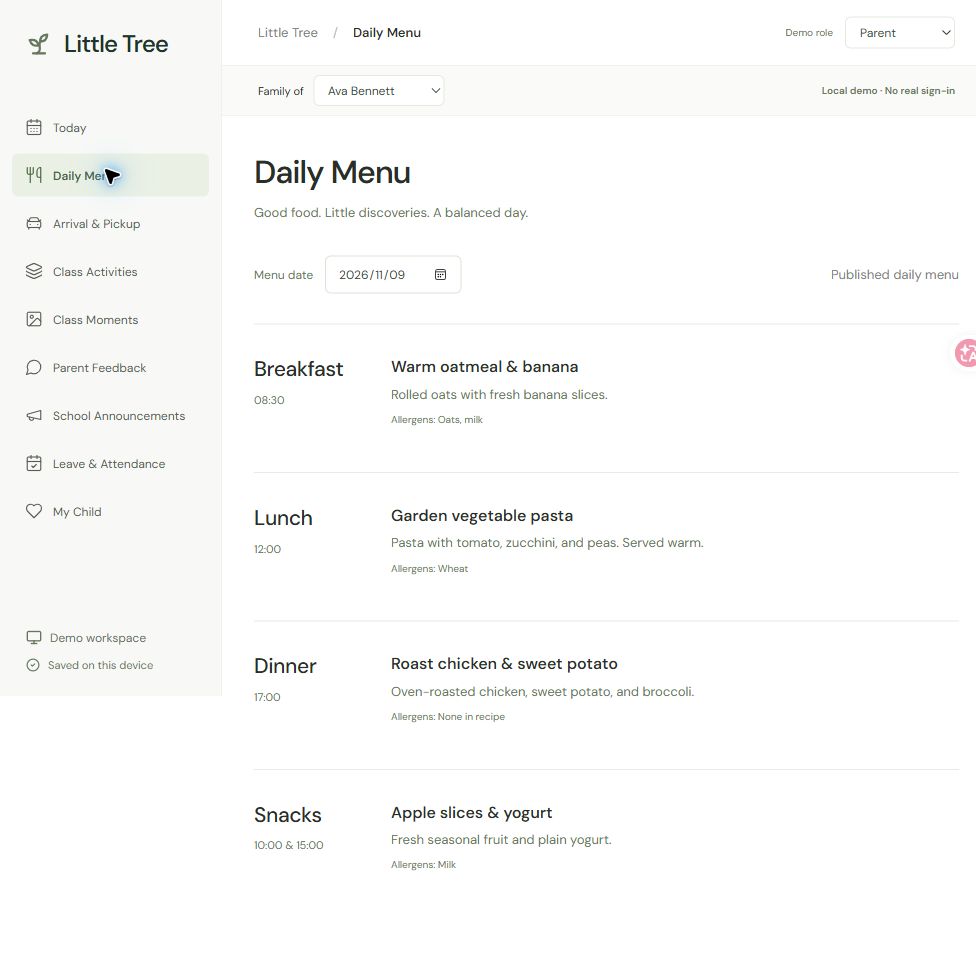 Little Tree
Little Tree / Daily Menu
Demo role
Parent
Family of
Ava Bennett
Local demo · No real sign-in
Today
Daily Menu
Arrival & Pickup
Class Activities
Class Moments
Parent Feedback
School Announcements
Leave & Attendance
My Child
Demo workspace
Saved on this device
Daily Menu
Good food. Little discoveries. A balanced day.
Menu date
2026/11/09
Published daily menu
Breakfast
08:30
Warm oatmeal & banana
Rolled oats with fresh banana slices.
Allergens: Oats, milk
Lunch
12:00
Garden vegetable pasta
Pasta with tomato, zucchini, and peas. Served warm.
Allergens: Wheat
Dinner
17:00
Roast chicken & sweet potato
Oven-roasted chicken, sweet potato, and broccoli.
Allergens: None in recipe
Snacks
10:00 & 15:00
Apple slices & yogurt
Fresh seasonal fruit and plain yogurt.
Allergens: Milk